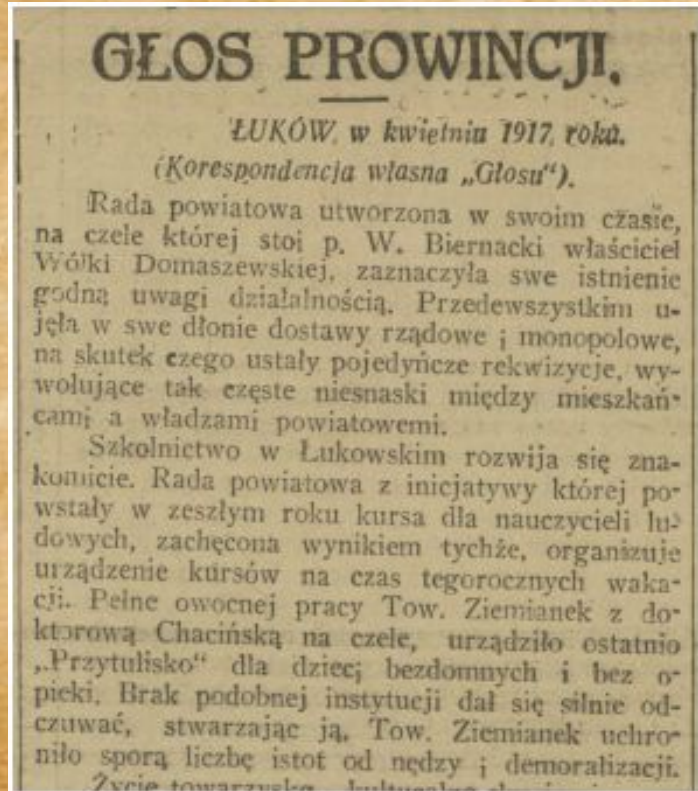 GŁOS PROWINCJI.
ŁUKÓW, w kwietniu 1917, roku.
(Korespondencja własna „Głosu“).
Rada powiatowa utworzona w swoim czasie,
na czele której stoi p. W. Biernacki właściciel
Wólki Domaszewskiej, zaznaczyła swe istnienie
godną uwagi działalnością. Przedewszystkim u-
jęła w swe dłonie dostawy rządowe i monopolowe,
na skutek czego ustały pojedyńcze rekwizycje, wy-
wołujące tak częste niesnaski między mieszkań-
cami a władzami powiatowemi.
Szkolnictwo w Łukowskim rozwija się zna-
komicie. Rada powiatowa z inicjatywy której po-
wstały w zeszłym roku kursa dla nauczycieli lu-
dowych, zachęcona wynikiem tychże, organizuje
urządzenie kursów na czas tegorocznych waka-
cji. Pełne owocnej pracy Tow. Ziemianek z do-
ktorową Chacińską na czele, urządziło ostatnio
„Przytulisko“ dla dzieci bezdomnych i bez o-
pieki. Brak podobnej instytucji dał się silnie od-
czuwać, stwarzając ją, Tow. Ziemianek uchro-
niło sporą liczbę istot od nędzy i demoralizacji.
Życie towarzysko